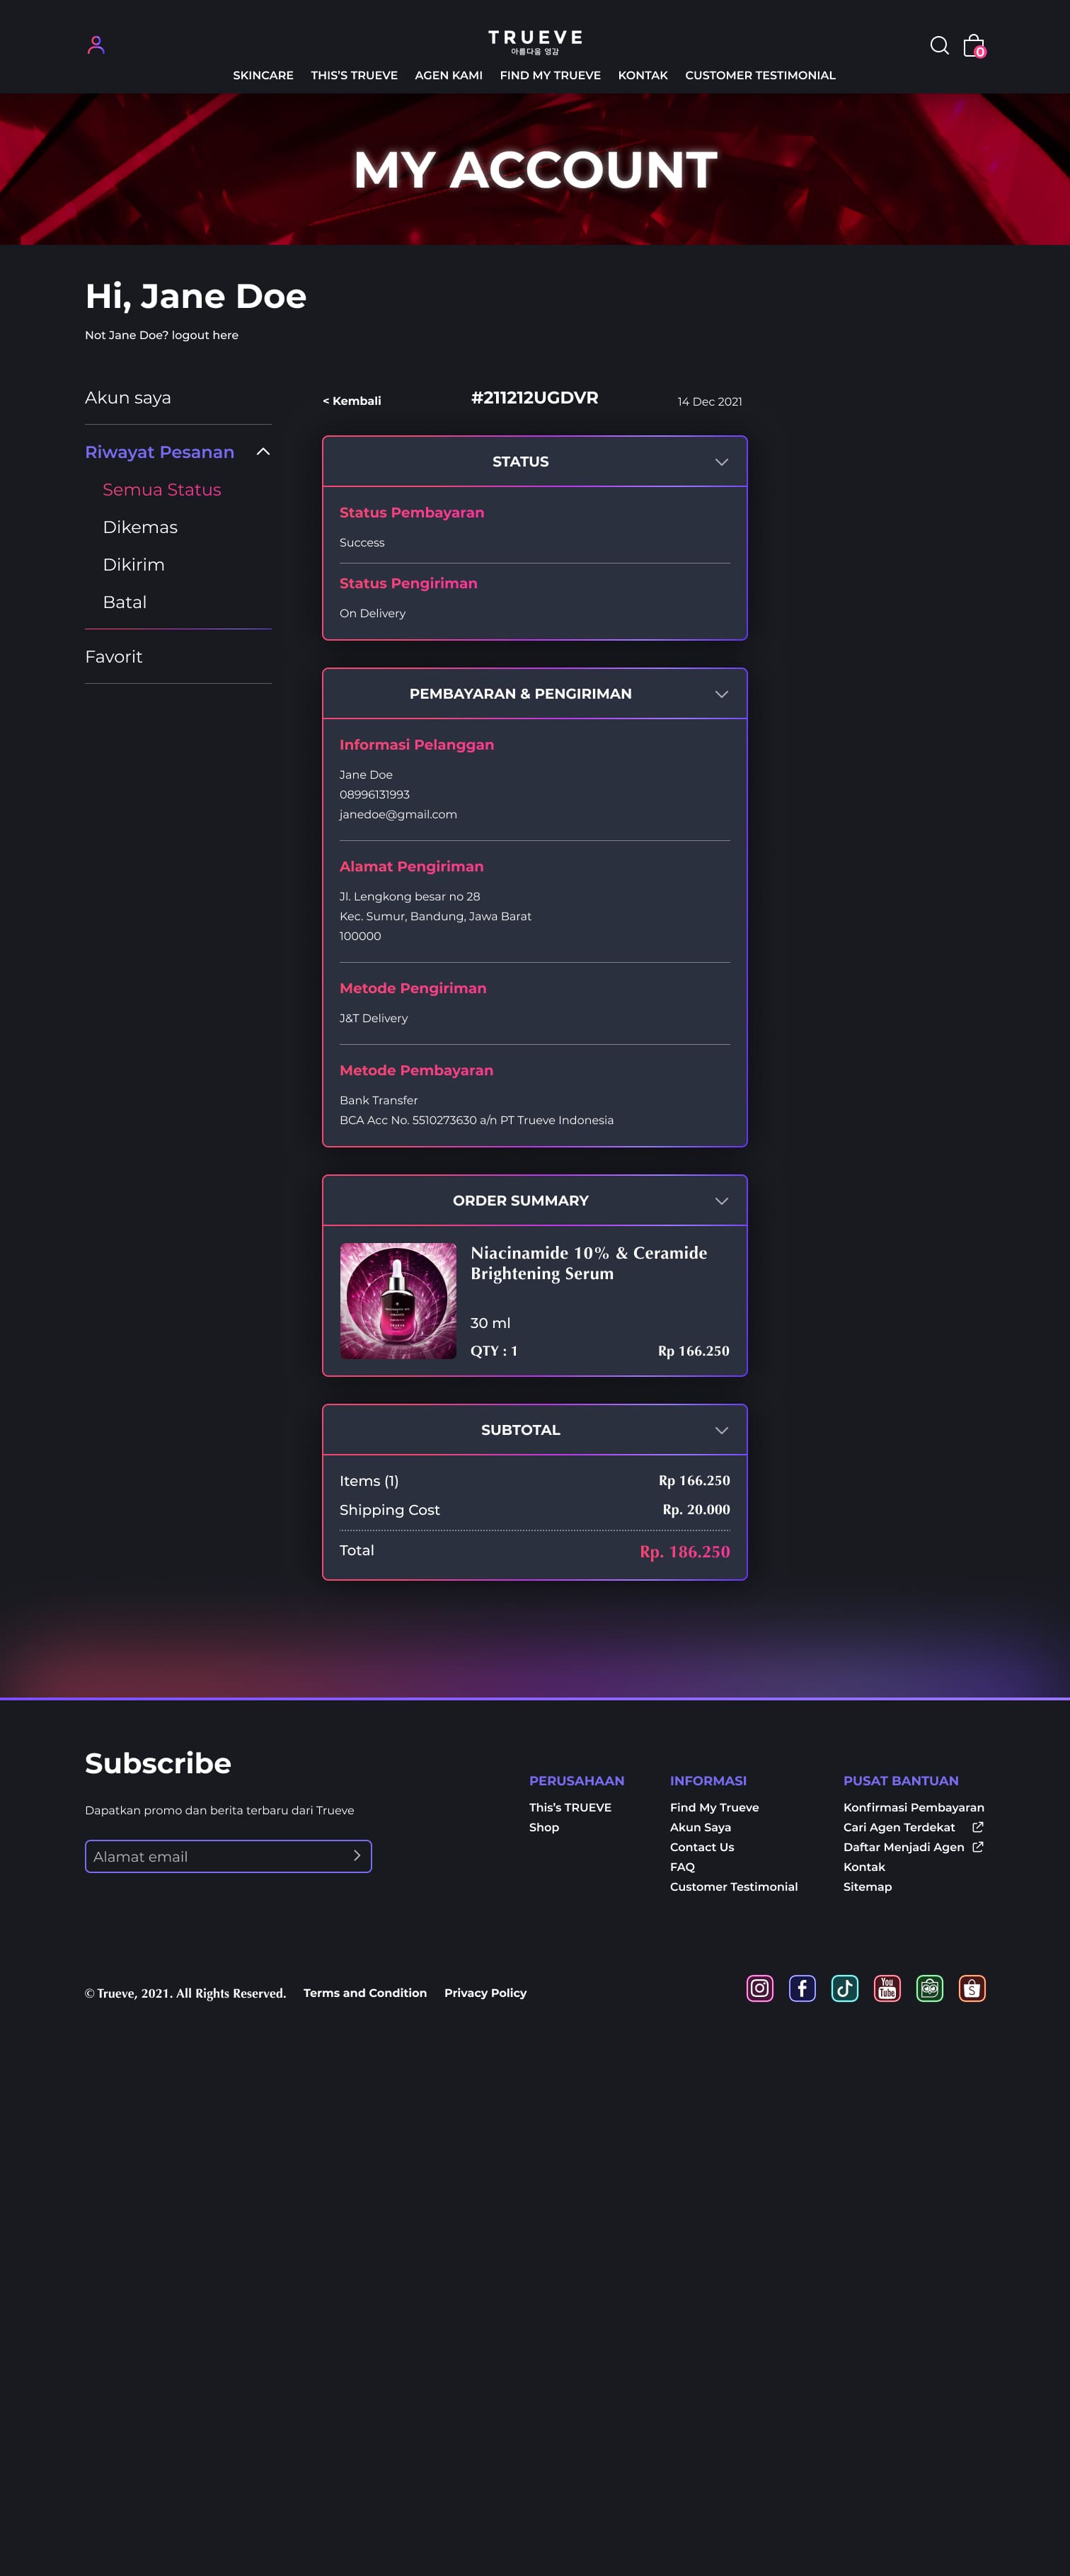 TRUEVE
아름다움 영감
0
SKINCARE THIS'S TRUEVE AGEN KAMI FIND MY TRUEVE KONTAK CUSTOMER TESTIMONIAL
MY ACCOUNT
Hi, Jane Doe
Not Jane Doe? logout here
Akun saya
Riwayat Pesanan
Semua Status
Dikemas
Dikirim
Batal
Favorit
< Kembali #211212UGDVR 14 Dec 2021
STATUS
Status Pembayaran
Success
Status Pengiriman
On Delivery
PEMBAYARAN & PENGIRIMAN
Informasi Pelanggan
Jane Doe
08996131993
janedoe@gmail.com
Alamat Pengiriman
Jl. Lengkong besar no 28
Kec. Sumur, Bandung, Jawa Barat
100000
Metode Pengiriman
J&T Delivery
Metode Pembayaran
Bank Transfer
BCA Acc No. 5510273630 a/n PT Trueve Indonesia
ORDER SUMMARY
Niacinamide 10% & Ceramide
Brightening Serum
30 ml
QTY : 1 Rp 166.250
SUBTOTAL
Items (1) Rp 166.250
Shipping Cost Rp. 20.000
Total Rp. 186.250
Subscribe
Dapatkan promo dan berita terbaru dari Trueve
Alamat email
PERUSAHAAN
This's TRUEVE
Shop
INFORMASI
Find My Trueve
Akun Saya
Contact Us
FAQ
Customer Testimonial
PUSAT BANTUAN
Konfirmasi Pembayaran
Cari Agen Terdekat
Daftar Menjadi Agen
Kontak
Sitemap
© Trueve, 2021. All Rights Reserved. Terms and Condition Privacy Policy
You
Tube